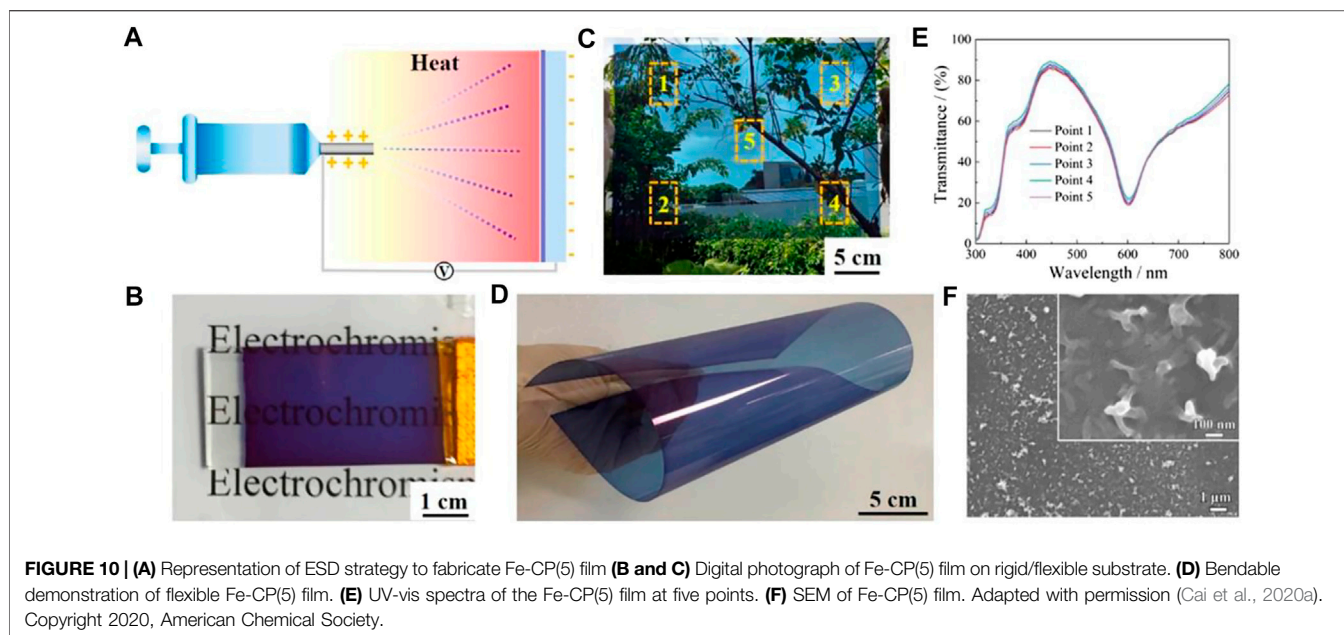 A
Heat
+ + +
+ + +
V
B
Electrochromism
Electrochromism
Electrochromism
1 cm
C
1
3
5
2
4
5 cm
D
5 cm
E
100
80
60
40
20
0
Transmittance / (%)
Point 1
Point 2
Point 3
Point 4
Point 5
300 400 500 600 700 800
Wavelength / nm
F
100 nm
1 μm
FIGURE 10 | (A) Representation of ESD strategy to fabricate Fe-CP(5) film (B and C) Digital photograph of Fe-CP(5) film on rigid/flexible substrate. (D) Bendable
demonstration of flexible Fe-CP(5) film. (E) UV-vis spectra of the Fe-CP(5) film at five points. (F) SEM of Fe-CP(5) film. Adapted with permission (Cai et al., 2020a).
Copyright 2020, American Chemical Society.